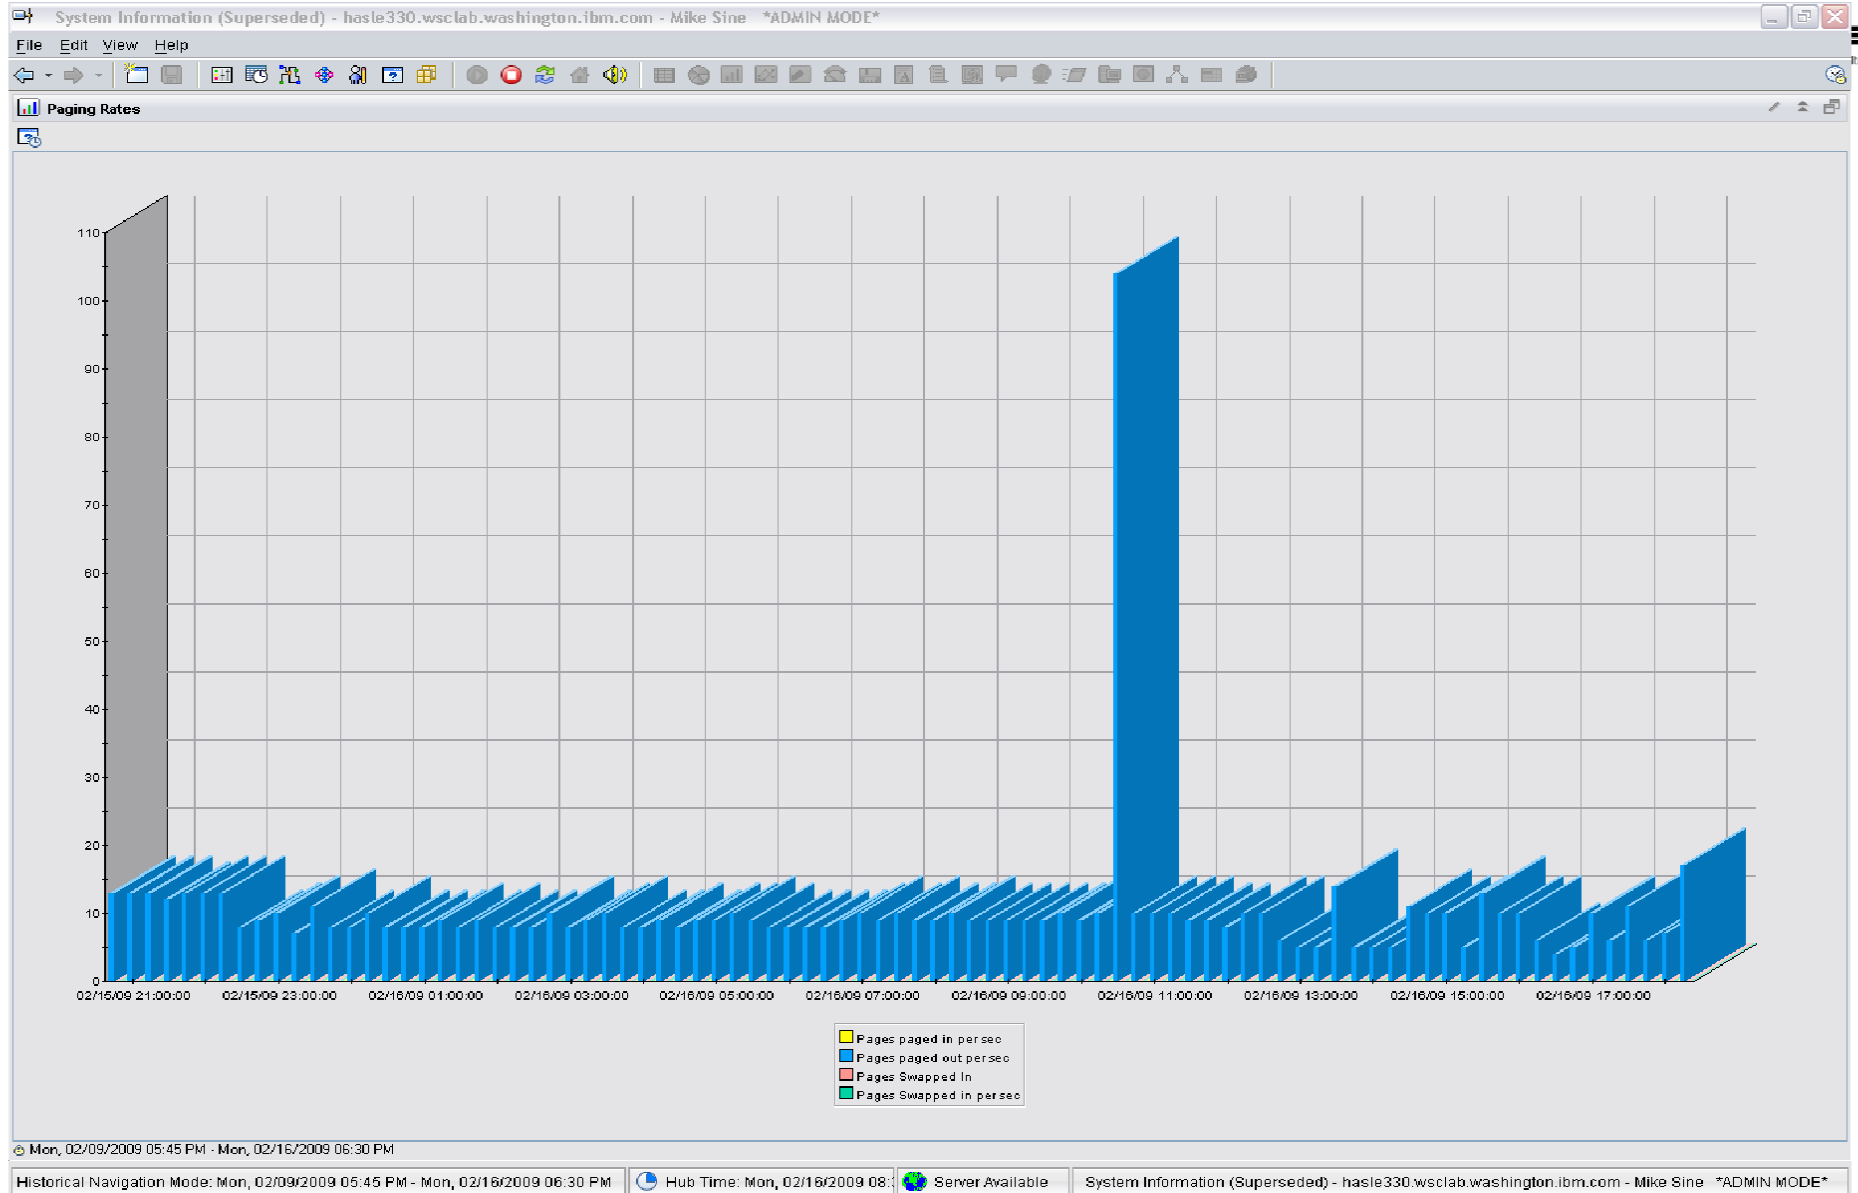 System Information (Superseded) - hasle330.wsclab.washington.ibm.com - Mike Sine *ADMIN MODE*
File Edit View Help
Paging Rates
110
100
90
80
70
60
50
40
30
20
10
0
02/15/09 21:00:00 02/15/09 23:00:00 02/16/09 01:00:00 02/16/09 03:00:00 02/16/09 05:00:00 02/16/09 07:00:00 02/16/09 09:00:00 02/16/09 11:00:00 02/16/09 13:00:00 02/16/09 15:00:00 02/16/09 17:00:00
Pages paged in per sec
Pages paged out per sec
Pages Swapped In
Pages Swapped in per sec
Mon, 02/09/2009 05:45 PM - Mon, 02/16/2009 06:30 PM
Historical Navigation Mode: Mon, 02/09/2009 05:45 PM - Mon, 02/16/2009 06:30 PM Hub Time: Mon, 02/16/2009 08: Server Available System Information (Superseded) - hasle330.wsclab.washington.ibm.com - Mike Sine *ADMIN MODE*